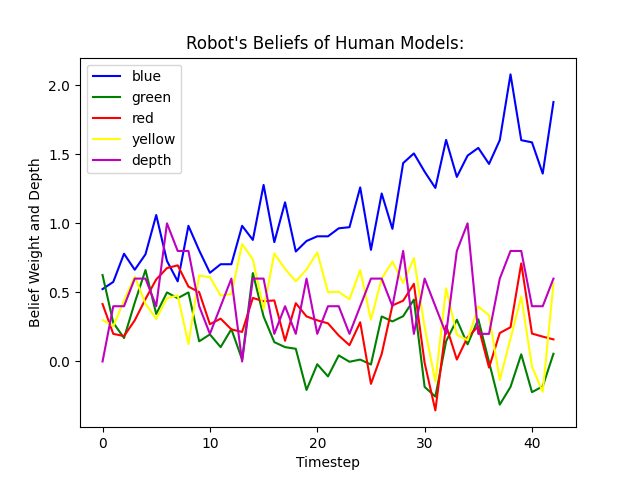 Robot's Beliefs of Human Models:
blue
green
red
yellow
depth
Belief Weight and Depth
2.0
1.5
1.0
0.5
0.0
0 10 20 30 40
Timestep